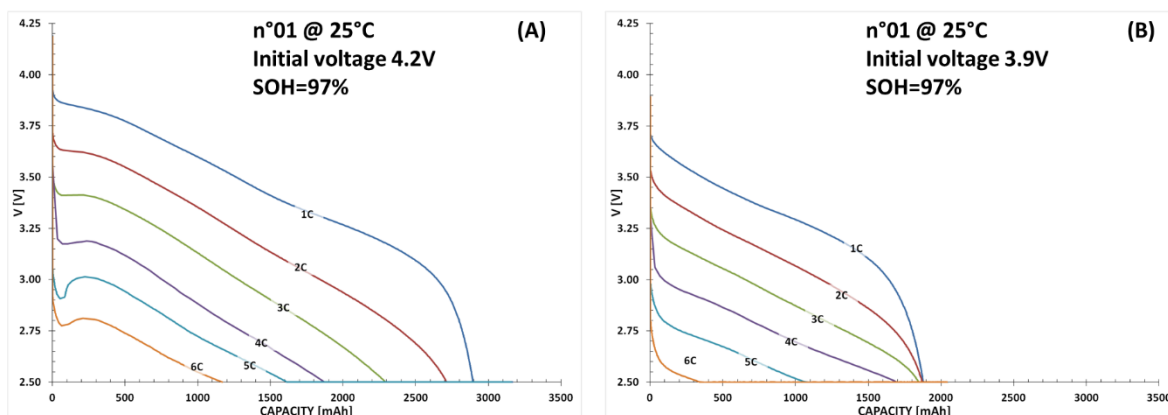 n°01 @ 25°C
Initial voltage 4.2V
SOH=97%
(A)
4.25
4.00
3.75
3.50
3.25
3.00
2.75
2.50
V [V]
1C
2C
3C
4C
5C
6C
0
500
1000
1500
2000
2500
3000
3500
CAPACITY [mAh]
n°01 @ 25°C
Initial voltage 3.9V
SOH=97%
(B)
4.25
4.00
3.75
3.50
3.25
3.00
2.75
2.50
V [V]
1C
2C
3C
4C
5C
6C
0
500
1000
1500
2000
2500
3000
3500
CAPACITY [mAh]